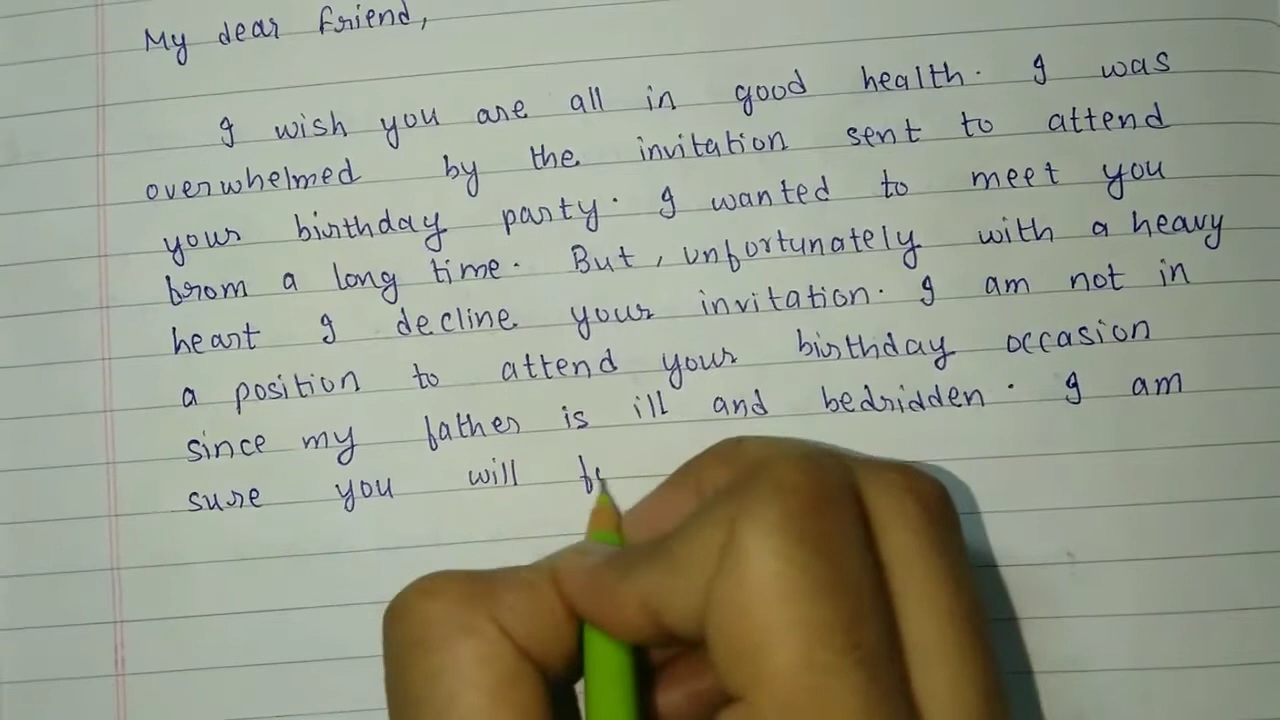 My dear friend,
I wish you are all in good health. I was
overwhelmed by the invitation sent to attend
your birthday party. I wanted to meet you
from a long time. But, unfortunately with a heavy
heart I decline your invitation. I am not in
a position to attend your birthday occasion
since my father is ill and bedridden. I am
sure you will